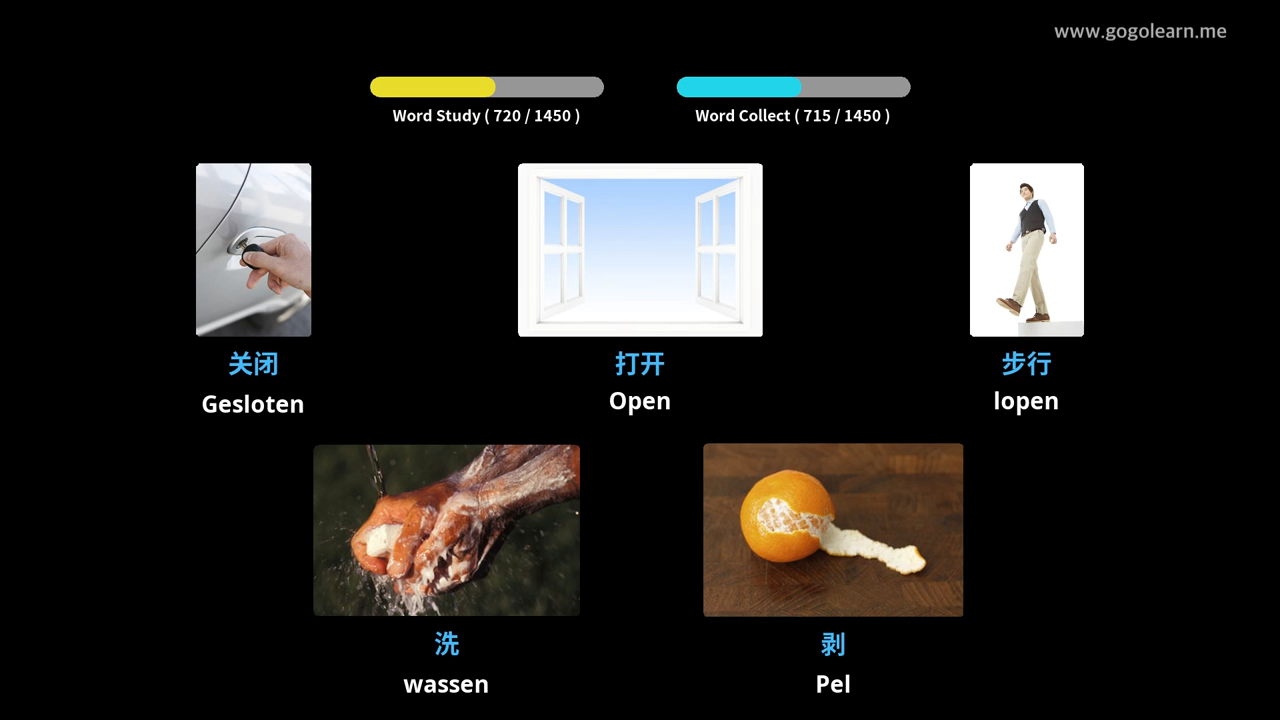 www.gogolearn.me
Word Study ( 720 / 1450 )
Word Collect ( 715 / 1450 )
关闭
Gesloten
打开
Open
步行
lopen
洗
wassen
剥
Pel